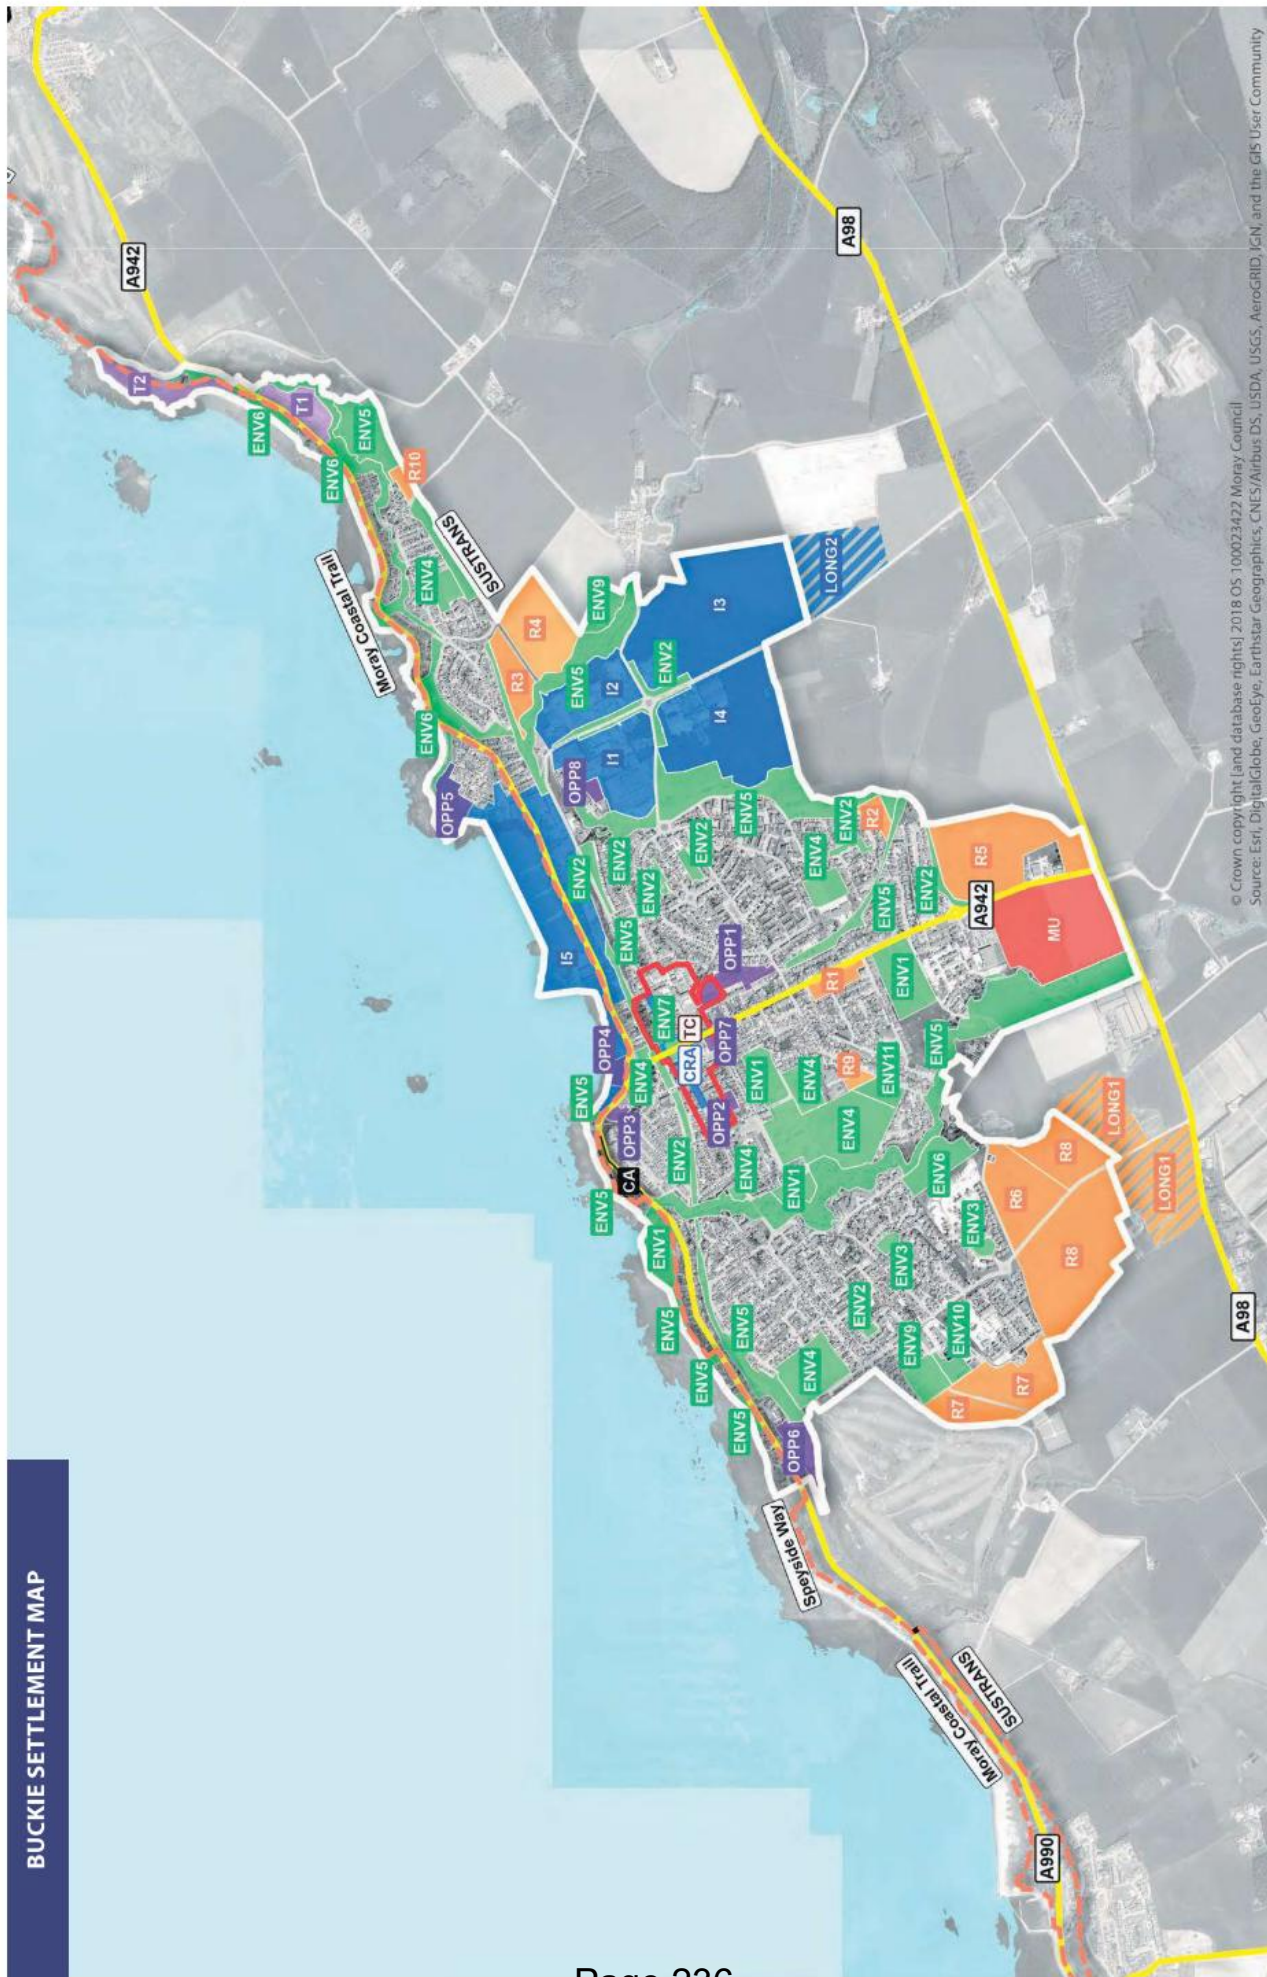 BUCKIE SETTLEMENT MAP
A942
T2
ENV6
T1
ENV6
ENV5
R10
Moray Coastal Trail
SUSTRANS
ENV4
ENV6
R4
R3
ENV9
ENV5
I2
ENV2
I3
LONG2
I4
I1
OPP8
OPP5
A98
I5
ENV2
ENV2
ENV2
ENV2
ENV5
ENV4
ENV2
R2
ENV5
ENV2
R5
A942
MU
ENV5
OPP1
R1
ENV1
ENV7
TC
CRA
OPP7
OPP4
ENV4
ENV5
OPP3
CA
ENV5
ENV2
OPP2
ENV4
ENV1
ENV1
ENV4
R9
ENV11
ENV5
ENV4
ENV6
ENV3
R6
R8
R8
LONG1
LONG1
ENV1
ENV5
ENV5
ENV5
ENV5
ENV4
ENV3
ENV2
ENV9
ENV10
R7
R7
OPP6
Speyside Way
Moray Coastal Trail
SUSTRANS
A990
A98
© Crown copyright [and database rights] 2018 OS 100023422 Moray Council
Source: Esri, DigitalGlobe, GeoEye, Earthstar Geographics, CNES/Airbus DS, USDA, USGS, AeroGRID, IGN, and the GIS User Community